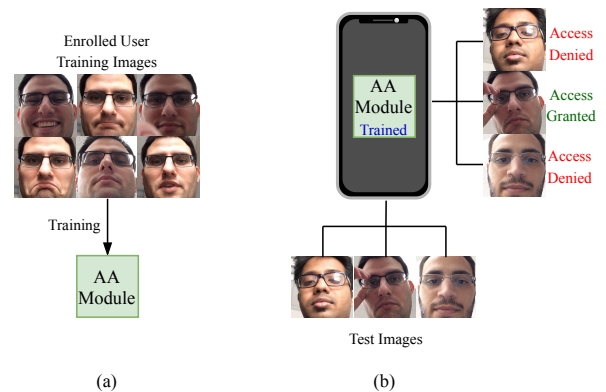 Enrolled User
Training Images
Training
AA
Module
(a)
AA
Module
Trained
Access
Denied
Access
Granted
Access
Denied
Test Images
(b)